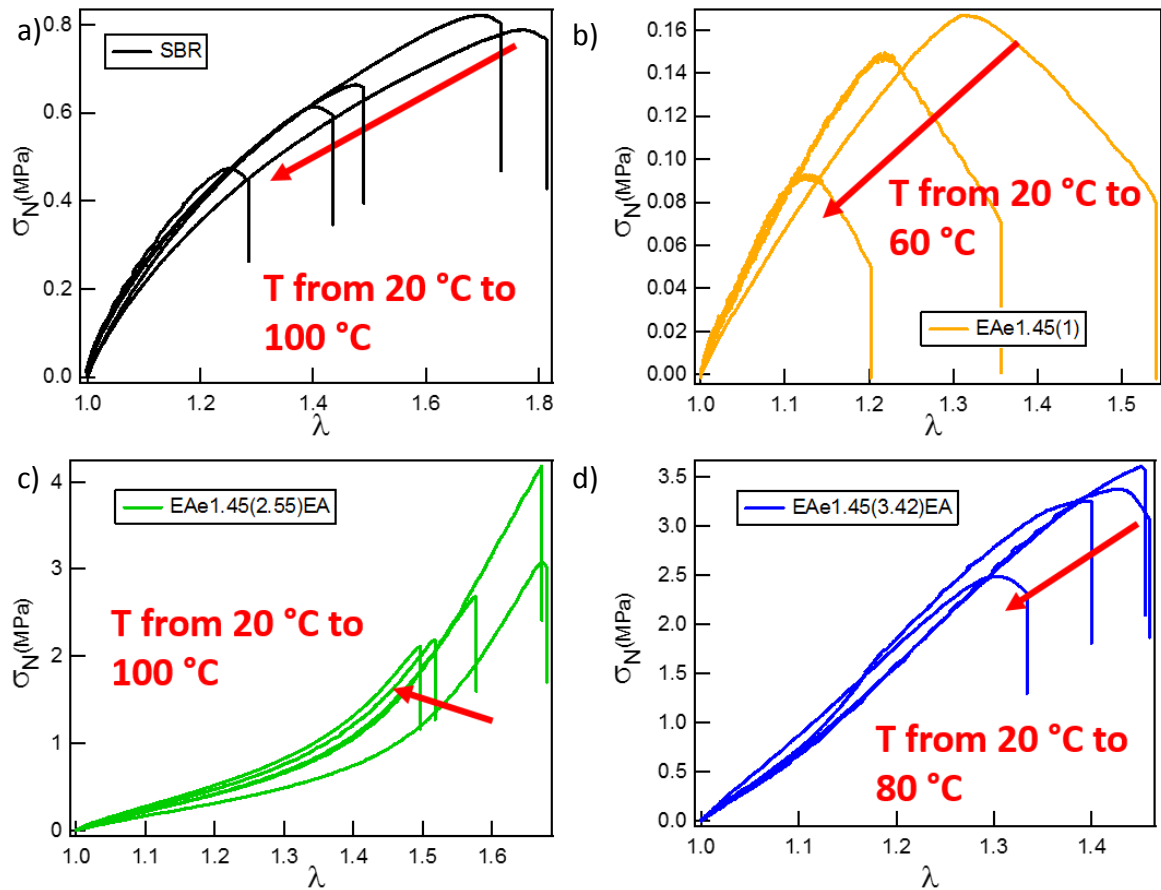 a)
SBR
0.8
0.6
0.4
0.2
0.0
σN(MPa)
T from 20 °C to
100 °C
1.0
1.2
1.4
1.6
1.8
λ
b)
0.16
0.14
0.12
0.10
0.08
0.06
0.04
0.02
0.00
σN(MPa)
T from 20 °C to
60 °C
EAe1.45(1)
1.0
1.1
1.2
1.3
1.4
1.5
λ
c)
EAe1.45(2.55)EA
4
3
2
1
0
σN(MPa)
T from 20 °C to
100 °C
1.0
1.1
1.2
1.3
1.4
1.5
1.6
λ
d)
EAe1.45(3.42)EA
3.5
3.0
2.5
2.0
1.5
1.0
0.5
0.0
σN(MPa)
T from 20 °C to
80 °C
1.0
1.1
1.2
1.3
1.4
λ